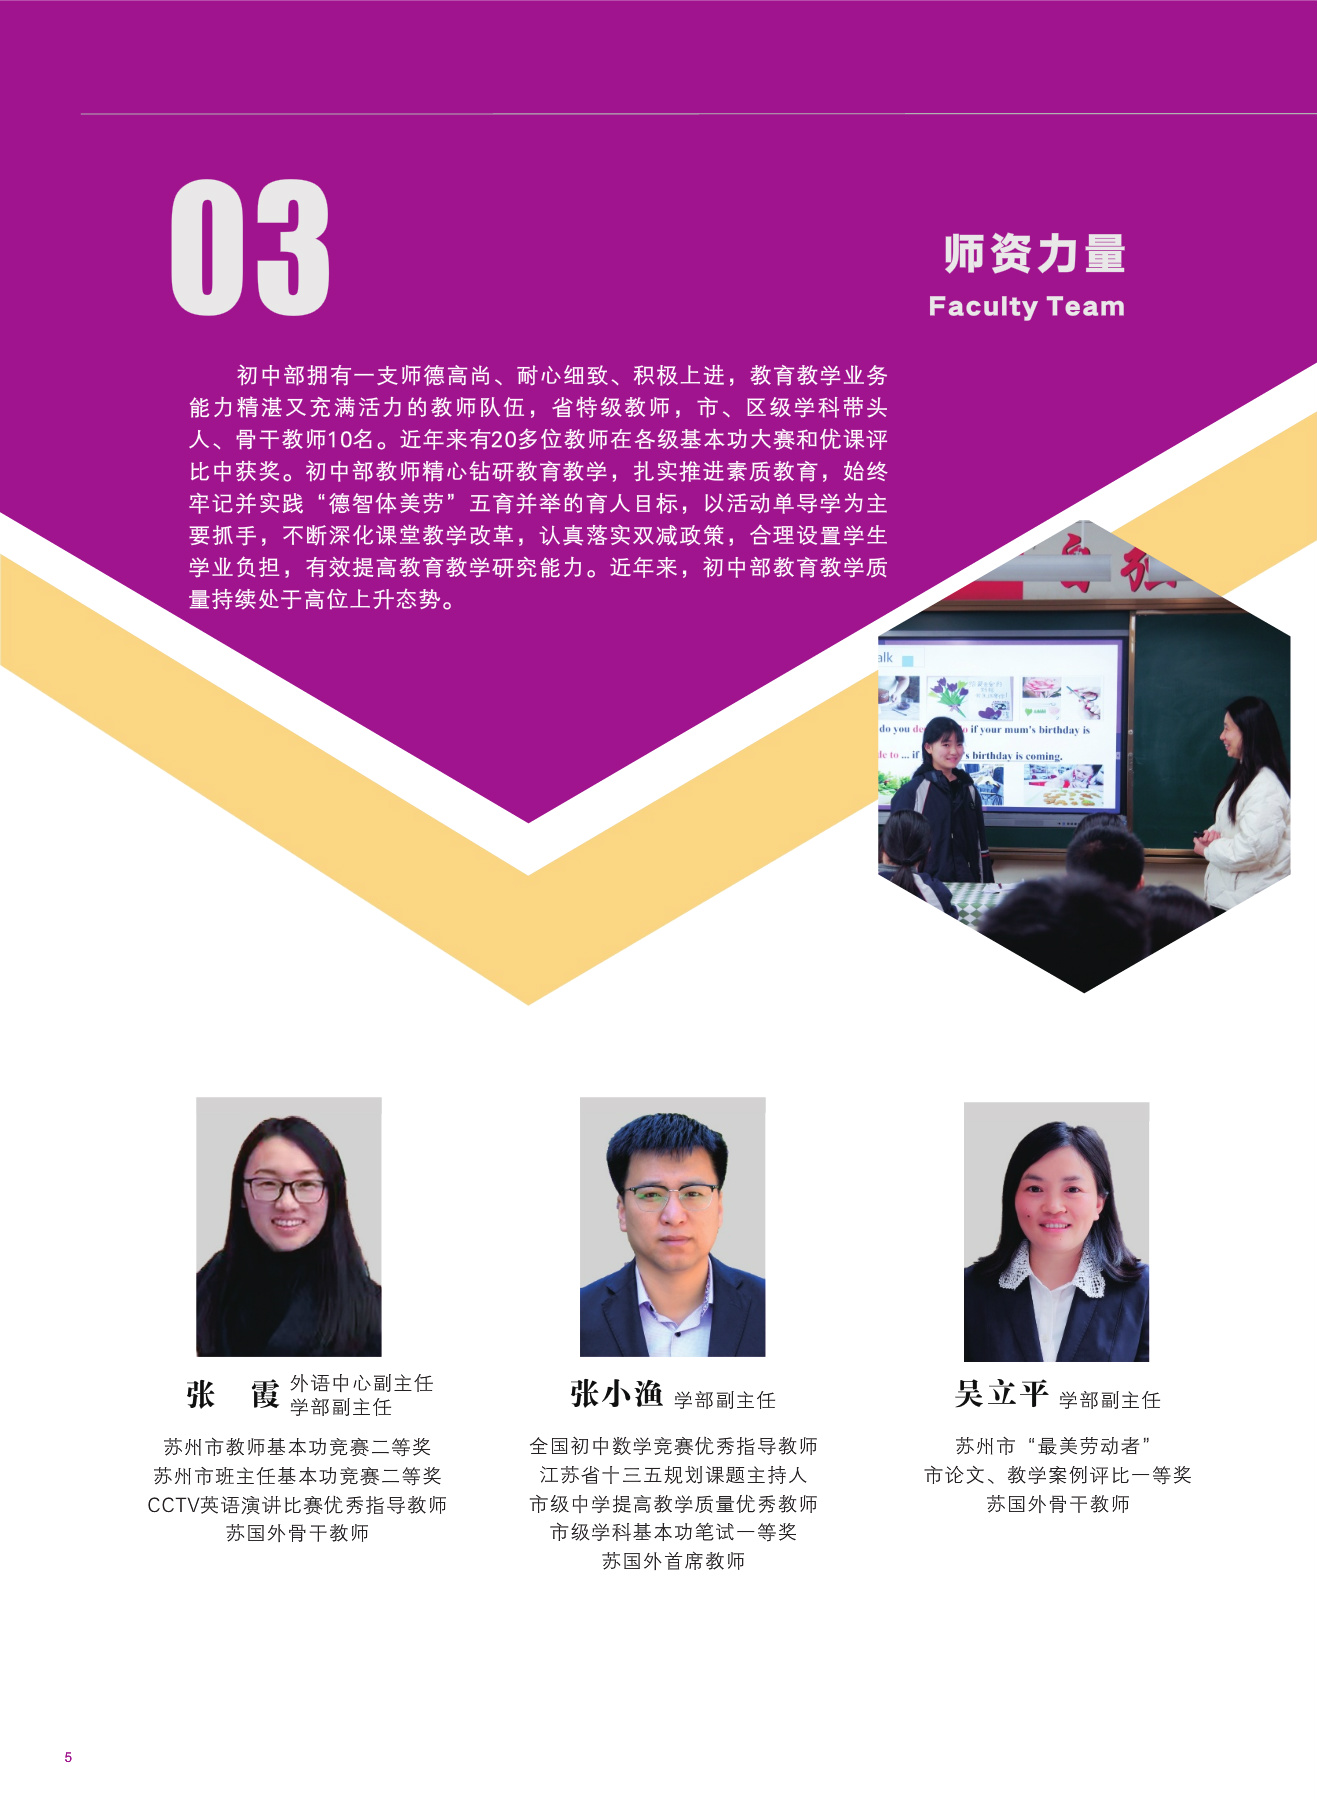 03
师资力量
Faculty Team
初中部拥有一支师德高尚、耐心细致、积极上进，教育教学业务
能力精湛又充满活力的教师队伍，省特级教师，市、区级学科带头
人、骨干教师10名。近年来有20多位教师在各级基本功大赛和优课评
比中获奖。初中部教师精心钻研教育教学，扎实推进素质教育，始终
牢记并实践“德智体美劳”五育并举的育人目标，以活动单导学为主
要抓手，不断深化课堂教学改革，认真落实双减政策，合理设置学生
学业负担，有效提高教育教学研究能力。近年来，初中部教育教学质
量持续处于高位上升态势。
alk
do you de o if your mum's birthday is
de to ... if s birthday is coming.
张 霞 外语中心副主任
学部副主任
苏州市教师基本功竞赛二等奖
苏州市班主任基本功竞赛二等奖
CCTV英语演讲比赛优秀指导教师
苏国外骨干教师
张小渔 学部副主任
全国初中数学竞赛优秀指导教师
江苏省十三五规划课题主持人
市级中学提高教学质量优秀教师
市级学科基本功笔试一等奖
苏国外首席教师
吴立平 学部副主任
苏州市“最美劳动者”
市论文、教学案例评比一等奖
苏国外骨干教师
5